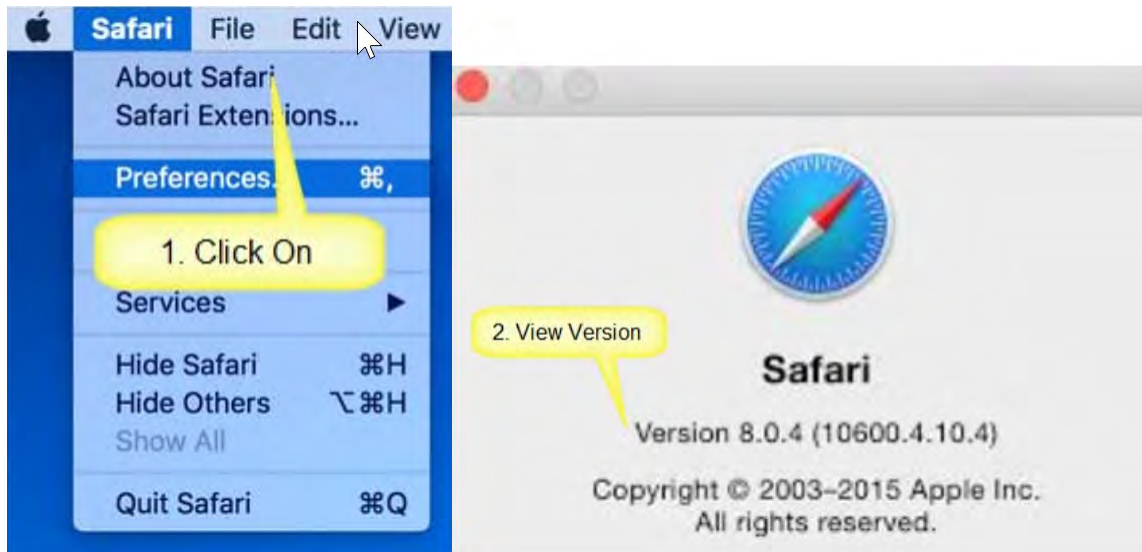 Safari File Edit View
About Safari
Safari Extensions...
Preferences. ⌘,
1. Click On
Services ▶
Hide Safari ⌘H
Hide Others ⌥⌘H
Show All
Quit Safari ⌘Q
2. View Version
Safari
Version 8.0.4 (10600.4.10.4)
Copyright © 2003–2015 Apple Inc.
All rights reserved.